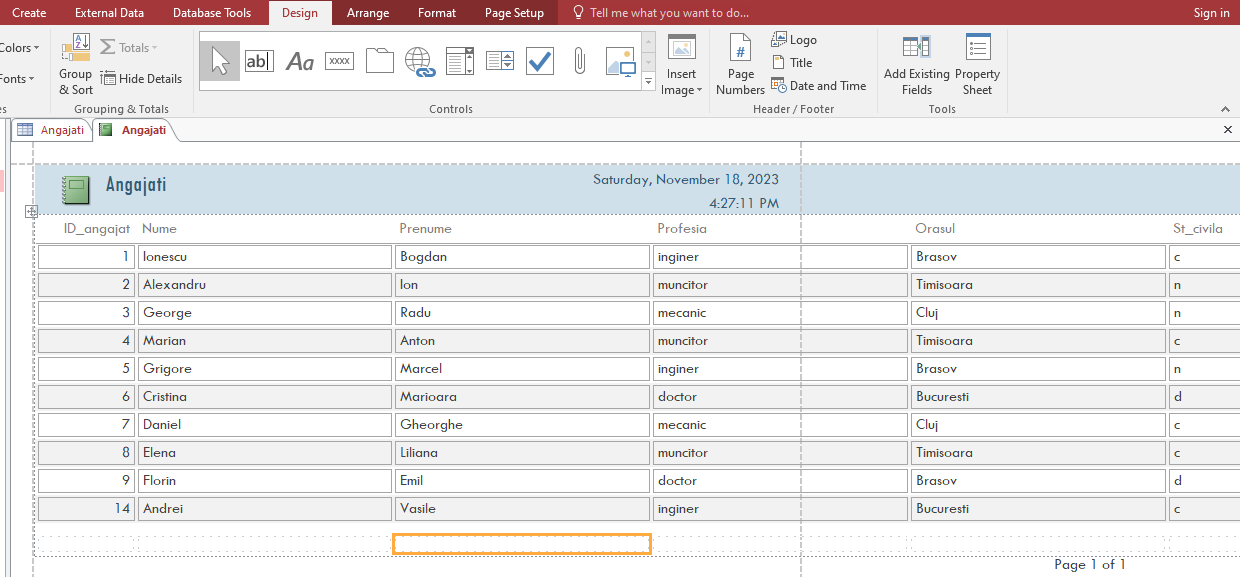 Create External Data Database Tools Design Arrange Format Page Setup Tell me what you want to do... Sign in
Colors
Fonts
Group & Sort
Totals
Hide Details
Grouping & Totals
ab Aa xxxx
Controls
Insert Image
Page Numbers
Logo
Title
Date and Time
Header / Footer
Add Existing Fields
Property Sheet
Tools
Angajati Angajati
Angajati
Saturday, November 18, 2023
4:27:11 PM
ID_angajat Nume Prenume Profesia Orasul St_civila
1 Ionescu Bogdan inginer Brasov c
2 Alexandru Ion muncitor Timisoara n
3 George Radu mecanic Cluj n
4 Marian Anton muncitor Timisoara c
5 Grigore Marcel inginer Brasov n
6 Cristina Marioara doctor Bucuresti d
7 Daniel Gheorghe mecanic Cluj c
8 Elena Liliana muncitor Timisoara c
9 Florin Emil doctor Brasov d
14 Andrei Vasile inginer Bucuresti c
Page 1 of 1